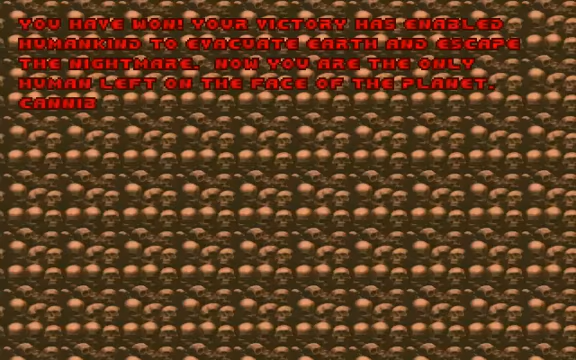 YOU HAVE WON! YOUR VICTORY HAS ENABLED
HUMANKIND TO EVACUATE EARTH AND ESCAPE
THE NIGHTMARE. NOW YOU ARE THE ONLY
HUMAN LEFT ON THE FACE OF THE PLANET.
CANNIB